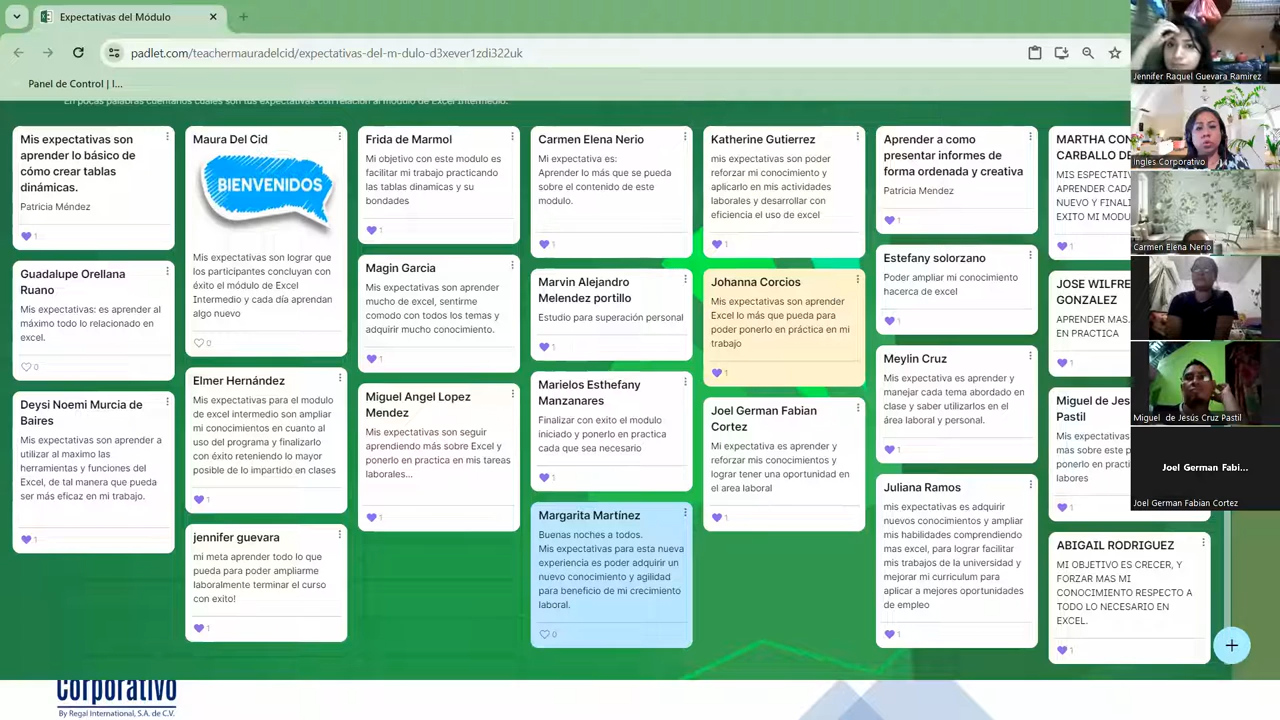 Expectativas del Módulo
padlet.com/teachermauradelcid/expectativas-del-m-dulo-d3xever1zdi322uk
Panel de Control | I...
En pocas palabras cuéntanos cuáles son tus expectativas con relación al módulo de Excel Intermedio.
Mis expectativas son
aprender lo básico de
cómo crear tablas
dinámicas.
Patricia Méndez
1
Guadalupe Orellana
Ruano
Mis expectativas: es aprender al
máximo todo lo relacionado en
excel.
0
Deysi Noemi Murcia de
Baires
Mis expectativas son aprender a
utilizar al maximo las
herramientas y funciones del
Excel, de tal manera que pueda
ser más eficaz en mi trabajo.
1
Maura Del Cid
BIENVENIDOS
Mis expectativas son lograr que
los participantes concluyan con
éxito el módulo de Excel
Intermedio y cada día aprendan
algo nuevo
0
Elmer Hernández
Mis expectativas para el modulo
de excel intermedio son ampliar
mi conocimientos en cuanto al
uso del programa y finalizarlo
con éxito reteniendo lo mayor
posible de lo impartido en clases
1
jennifer guevara
mi meta aprender todo lo que
pueda para poder ampliarme
laboralmente terminar el curso
con exito!
1
Frida de Marmol
Mi objetivo con este modulo es
facilitar mi trabajo practicando
las tablas dinamicas y su
bondades
1
Magin Garcia
Mis expectativas son aprender
mucho de excel, sentirme
comodo con todos los temas y
adquirir mucho conocimiento.
1
Miguel Angel Lopez
Mendez
Mis expectativas son seguir
aprendiendo más sobre Excel y
ponerlo en practica en mis tareas
laborales...
1
Carmen Elena Nerio
Mi expectativa es:
Aprender lo más que se pueda
sobre el contenido de este
modulo.
1
Marvin Alejandro
Melendez portillo
Estudio para superación personal
1
Marielos Esthefany
Manzanares
Finalizar con exito el modulo
iniciado y ponerlo en practica
cada que sea necesario
1
Margarita Martínez
Buenas noches a todos.
Mis expectativas para esta nueva
experiencia es poder adquirir un
nuevo conocimiento y agilidad
para beneficio de mi crecimiento
laboral.
0
Katherine Gutierrez
mis expectativas son poder
reforzar mi conocimiento y
aplicarlo en mis actividades
laborales y desarrollar con
eficiencia el uso de excel
1
Johanna Corcios
Mis expectativas son aprender
Excel lo más que pueda para
poder ponerlo en práctica en mi
trabajo
1
Joel German Fabian
Cortez
Mi expectativa es aprender y
reforzar mis conocimientos y
lograr tener una oportunidad en
el area laboral
1
Aprender a como
presentar informes de
forma ordenada y creativa
Patricia Mendez
1
Estefany solorzano
Poder ampliar mi conocimiento
hacerca de excel
1
Meylin Cruz
Mi expectativa es aprender y
manejar cada tema abordado en
clase y saber utilizarlos en el
área laboral y personal.
1
Juliana Ramos
mis expectativas es adquirir
nuevos conocimientos y ampliar
mis habilidades comprendiendo
mas excel, para lograr facilitar
mis trabajos de la universidad y
mejorar mi curriculum para
aplicar a mejores oportunidades
de empleo
1
MARTHA CON
CARBALLO DE
MIS ESPECTATIV
APRENDER CADA
NUEVO Y FINALI
EXITO MI MODU
1
JOSE WILFRE
GONZALEZ
APRENDER MAS.
EN PRACTICA
1
Miguel de Jes
Pastil
Mis expectativas
mas sobre este p
ponerlo en practi
labores
1
ABIGAIL RODRIGUEZ
MI OBJETIVO ES CRECER, Y
FORZAR MAS MI
CONOCIMIENTO RESPECTO A
TODO LO NECESARIO EN
EXCEL.
1
Jennifer Raquel Guevara Ramirez
Ingles Corporativo
Carmen Elena Nerio
Miguel de Jesús Cruz Pastil
Joel German Fabi...
Joel German Fabian Cortez
Corporativo
By Regal International, S.A. de C.V.